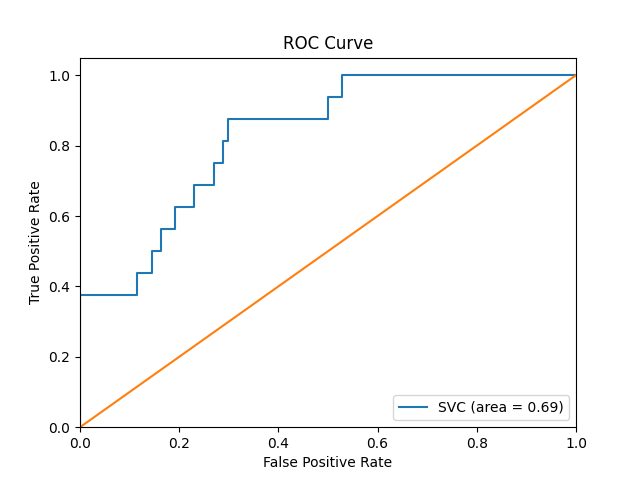 ROC Curve
1.0
0.8
0.6
0.4
0.2
0.0
True Positive Rate
SVC (area = 0.69)
0.0 0.2 0.4 0.6 0.8 1.0
False Positive Rate